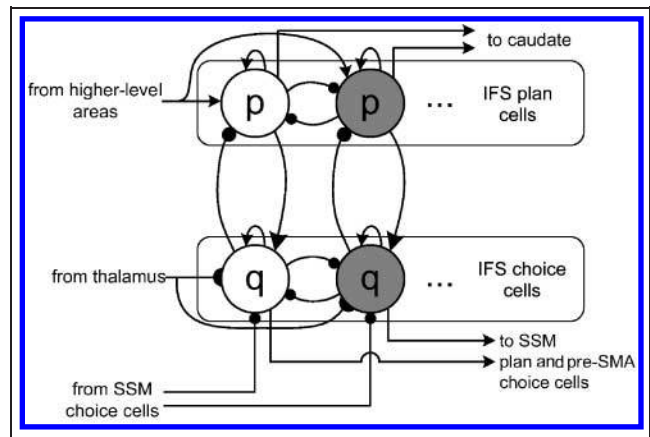 to caudate
from higher-level
areas
p
p
...
IFS plan
cells
from thalamus
q
q
...
IFS choice
cells
to SSM
plan and pre-SMA
choice cells
from SSM
choice cells